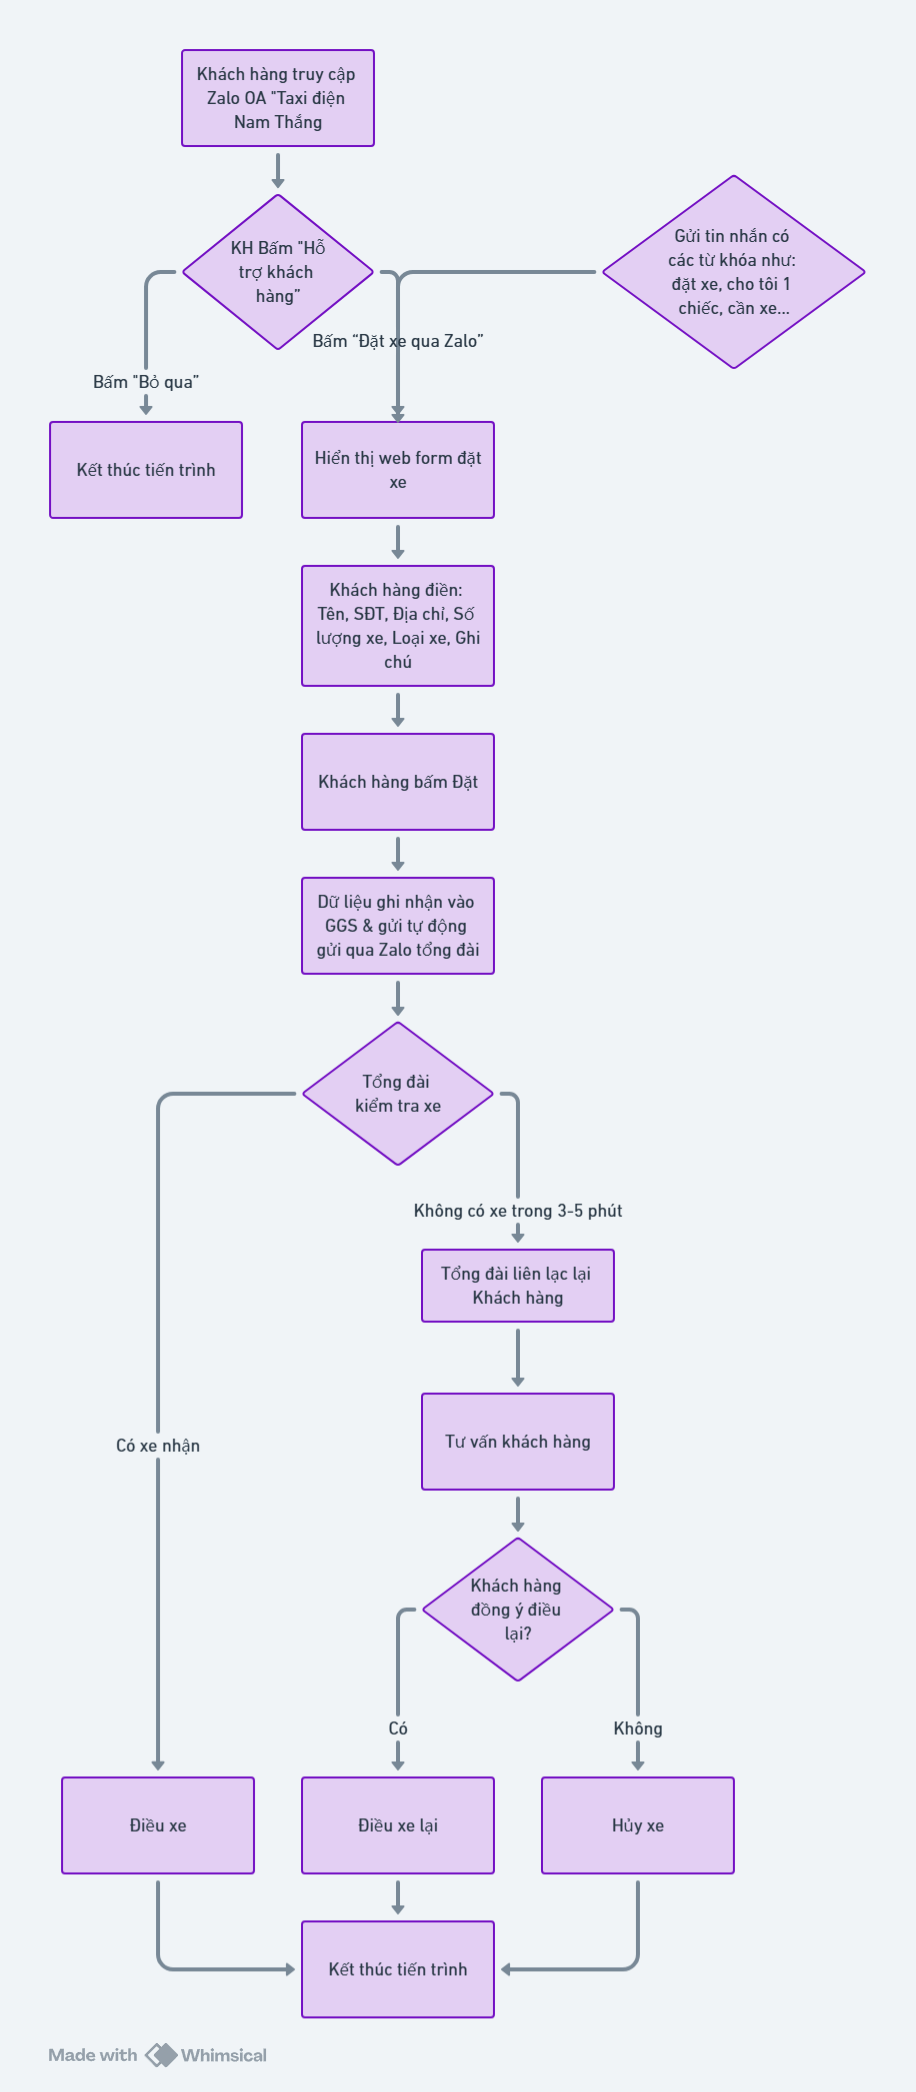 Khách hàng truy cập
Zalo OA "Taxi điện
Nam Thắng
KH Bấm "Hỗ
trợ khách
hàng”
Gửi tin nhắn có
các từ khóa như:
đặt xe, cho tôi 1
chiếc, cần xe...
Bấm “Đặt xe qua Zalo”
Bấm "Bỏ qua”
Kết thúc tiến trình
Hiển thị web form đặt
xe
Khách hàng điền:
Tên, SĐT, Địa chỉ, Số
lượng xe, Loại xe, Ghi
chú
Khách hàng bấm Đặt
Dữ liệu ghi nhận vào
GGS & gửi tự động
gửi qua Zalo tổng đài
Tổng đài
kiểm tra xe
Không có xe trong 3-5 phút
Tổng đài liên lạc lại
Khách hàng
Tư vấn khách hàng
Có xe nhận
Khách hàng
đồng ý điều
lại?
Có
Không
Điều xe
Điều xe lại
Hủy xe
Kết thúc tiến trình
Made with Whimsical